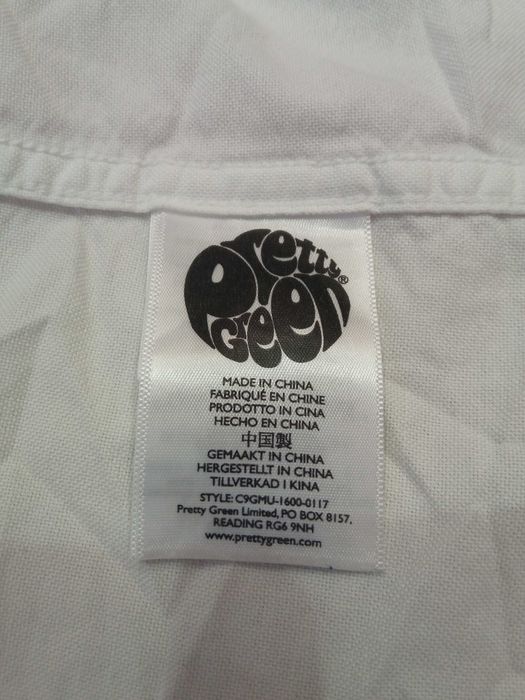 Pretty®
Green
MADE IN CHINA
FABRIQUÉ EN CHINE
PRODOTTO IN CINA
HECHO EN CHINA
中国製
GEMAAKT IN CHINA
HERGESTELLT IN CHINA
TILLVERKAD I KINA
STYLE: C9GMU-1600-0117
Pretty Green Limited, PO BOX 8157,
READING RG6 9NH
www.prettygreen.com